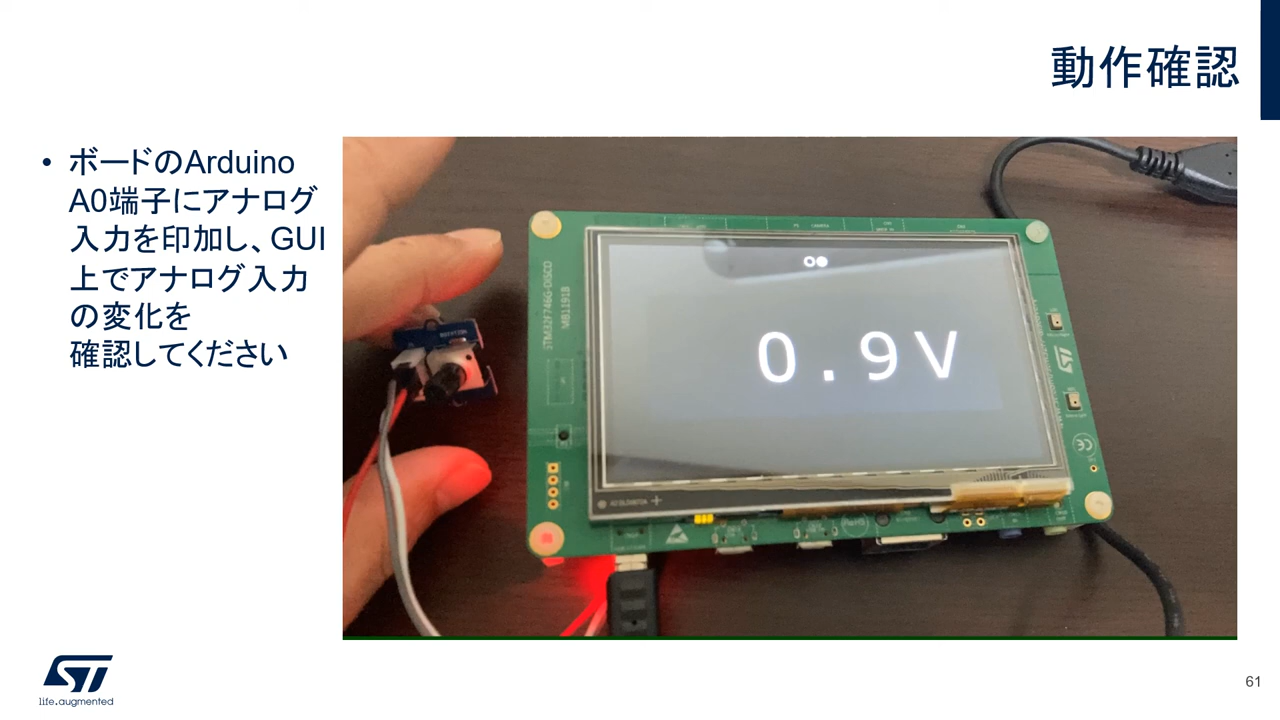 動作確認
• ボードのArduino
A0端子にアナログ
入力を印加し、GUI
上でアナログ入力
の変化を
確認してください
STM32F746G-DISCO
MB1191B
0.9V
CE
RoHS
ST
life.augmented
61